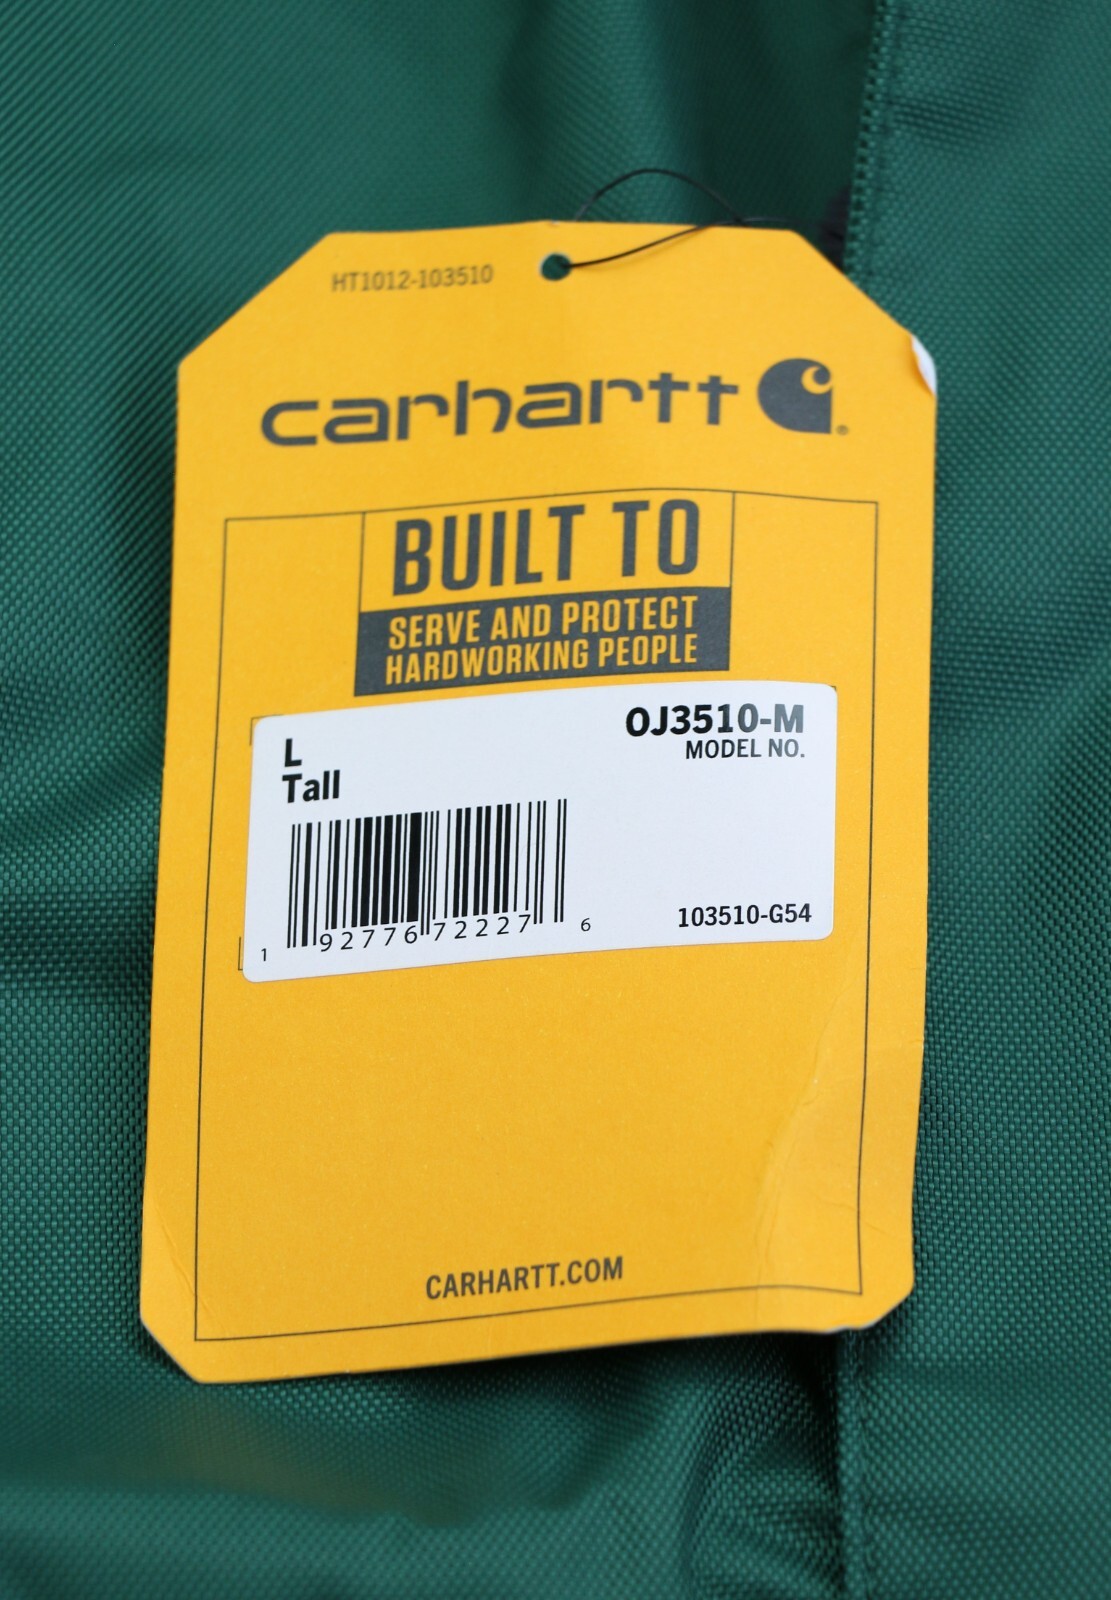 HT1012-103510
carhartt
BUILT TO
SERVE AND PROTECT
HARDWORKING PEOPLE
L
Tall
OJ3510-M
MODEL NO.
1 92776 72227 6
103510-G54
CARHARTT.COM